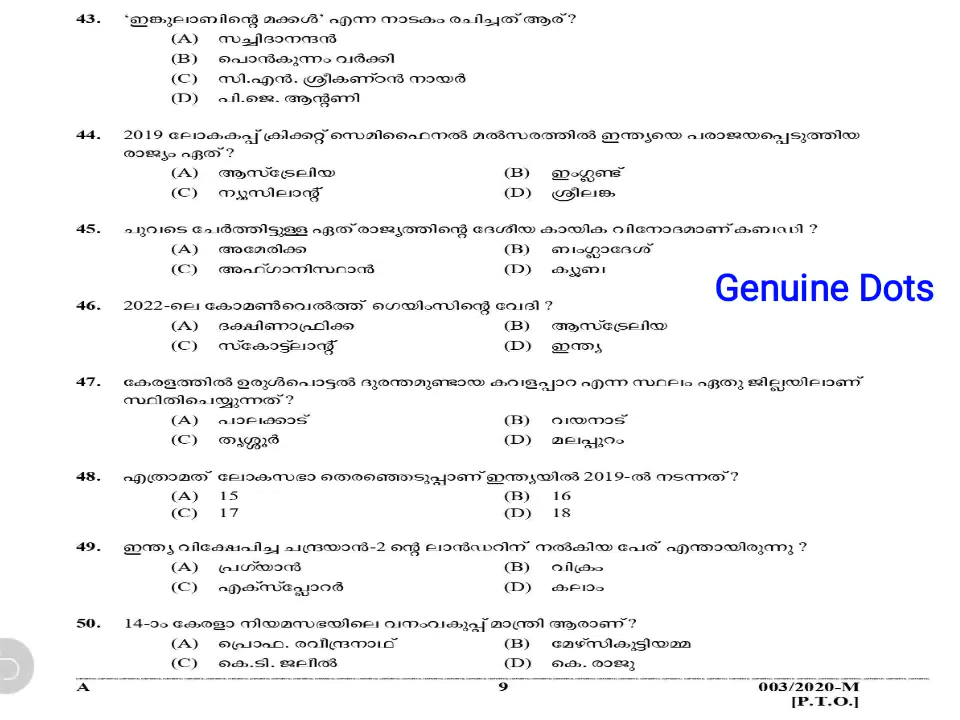 43. 'ഇങ്കുലാബിന്റെ മക്കൾ' എന്ന നാടകം രചിച്ചത് ആര് ?
(A) സച്ചിദാനന്ദൻ
(B) പൊൻകുന്നം വർക്കി
(C) സി.എൻ. ശ്രീകണ്ഠൻ നായർ
(D) പി.ജെ. ആന്റണി
44. 2019 ലോകകപ്പ് ക്രിക്കറ്റ് സെമിഫൈനൽ മൽസരത്തിൽ ഇന്ത്യയെ പരാജയപ്പെടുത്തിയ
രാജ്യം ഏത് ?
(A) ആസ്ട്രേലിയ (B) ഇംഗ്ലണ്ട്
(C) ന്യൂസിലാന്റ് (D) ശ്രീലങ്ക
45. ചുവടെ ചേർത്തിട്ടുള്ള ഏത് രാജ്യത്തിന്റെ ദേശീയ കായിക വിനോദമാണ് കബഡി ?
(A) അമേരിക്ക (B) ബംഗ്ലാദേശ്
(C) അഫ്ഗാനിസ്ഥാൻ (D) ക്യൂബ
Genuine Dots
46. 2022-ലെ കോമൺവെൽത്ത് ഗെയിംസിന്റെ വേദി ?
(A) ദക്ഷിണാഫ്രിക്ക (B) ആസ്ട്രേലിയ
(C) സ്കോട്ട്ലാന്റ് (D) ഇന്ത്യ
47. കേരളത്തിൽ ഉരുൾപൊട്ടൽ ദുരന്തമുണ്ടായ കവളപ്പാറ എന്ന സ്ഥലം ഏതു ജില്ലയിലാണ്
സ്ഥിതിചെയ്യുന്നത് ?
(A) പാലക്കാട് (B) വയനാട്
(C) തൃശ്ശൂർ (D) മലപ്പുറം
48. എത്രാമത് ലോകസഭാ തെരഞ്ഞെടുപ്പാണ് ഇന്ത്യയിൽ 2019-ൽ നടന്നത് ?
(A) 15 (B) 16
(C) 17 (D) 18
49. ഇന്ത്യ വിക്ഷേപിച്ച ചന്ദ്രയാൻ-2 ന്റെ ലാൻഡറിന് നൽകിയ പേര് എന്തായിരുന്നു ?
(A) പ്രഗ്യാൻ (B) വിക്രം
(C) എക്സ്പ്ലോറർ (D) കലാം
50. 14-ാം കേരളാ നിയമസഭയിലെ വനംവകുപ്പ് മാന്ത്രി ആരാണ് ?
(A) പ്രൊഫ. രവീന്ദ്രനാഥ് (B) മേഴ്സികുട്ടിയമ്മ
(C) കെ.ടി. ജലീൽ (D) കെ. രാജു
A 9 003/2020-M
[P.T.O.]